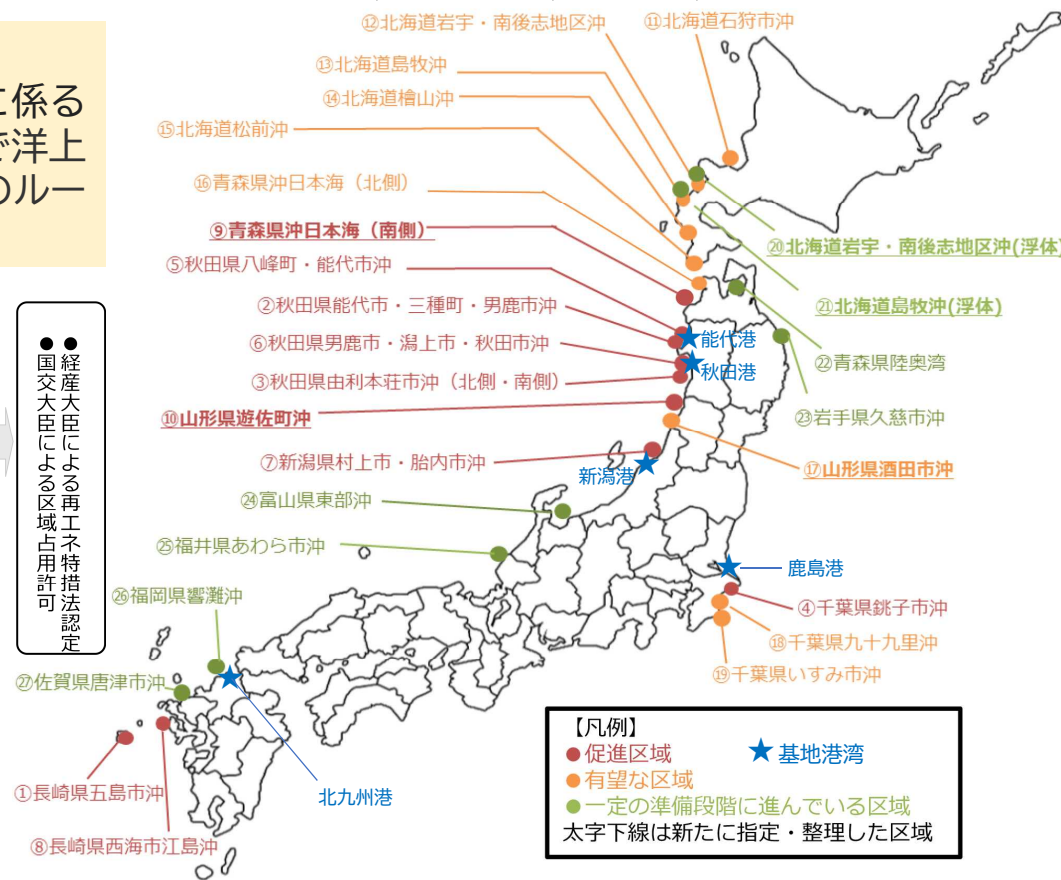 に係る
で洋上
のルー
●経産大臣による再エネ特措法認定
●国交大臣による区域占用許可
⑫北海道岩宇・南後志地区沖
⑪北海道石狩市沖
⑬北海道島牧沖
⑭北海道檜山沖
⑮北海道松前沖
⑯青森県沖日本海（北側）
⑨青森県沖日本海（南側）
⑤秋田県八峰町・能代市沖
②秋田県能代市・三種町・男鹿市沖
⑥秋田県男鹿市・潟上市・秋田市沖
③秋田県由利本荘市沖（北側・南側）
⑩山形県遊佐町沖
⑦新潟県村上市・胎内市沖
㉔富山県東部沖
㉕福井県あわら市沖
㉖福岡県響灘沖
㉗佐賀県唐津市沖
①長崎県五島市沖
⑧長崎県西海市江島沖
⑳北海道岩宇・南後志地区沖(浮体)
㉑北海道島牧沖(浮体)
能代港
㉒青森県陸奥湾
秋田港
㉓岩手県久慈市沖
⑰山形県酒田市沖
新潟港
鹿島港
④千葉県銚子市沖
⑱千葉県九十九里沖
⑲千葉県いすみ市沖
北九州港
【凡例】
●促進区域
★基地港湾
●有望な区域
●一定の準備段階に進んでいる区域
太字下線は新たに指定・整理した区域